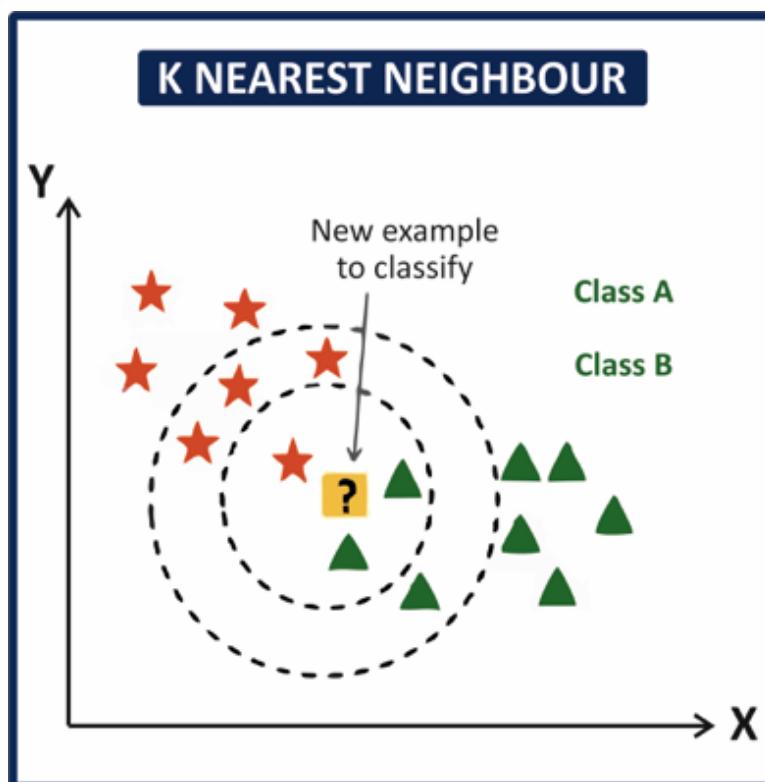 K NEAREST NEIGHBOUR
Y
New example
to classify
Class A
Class B
?
X